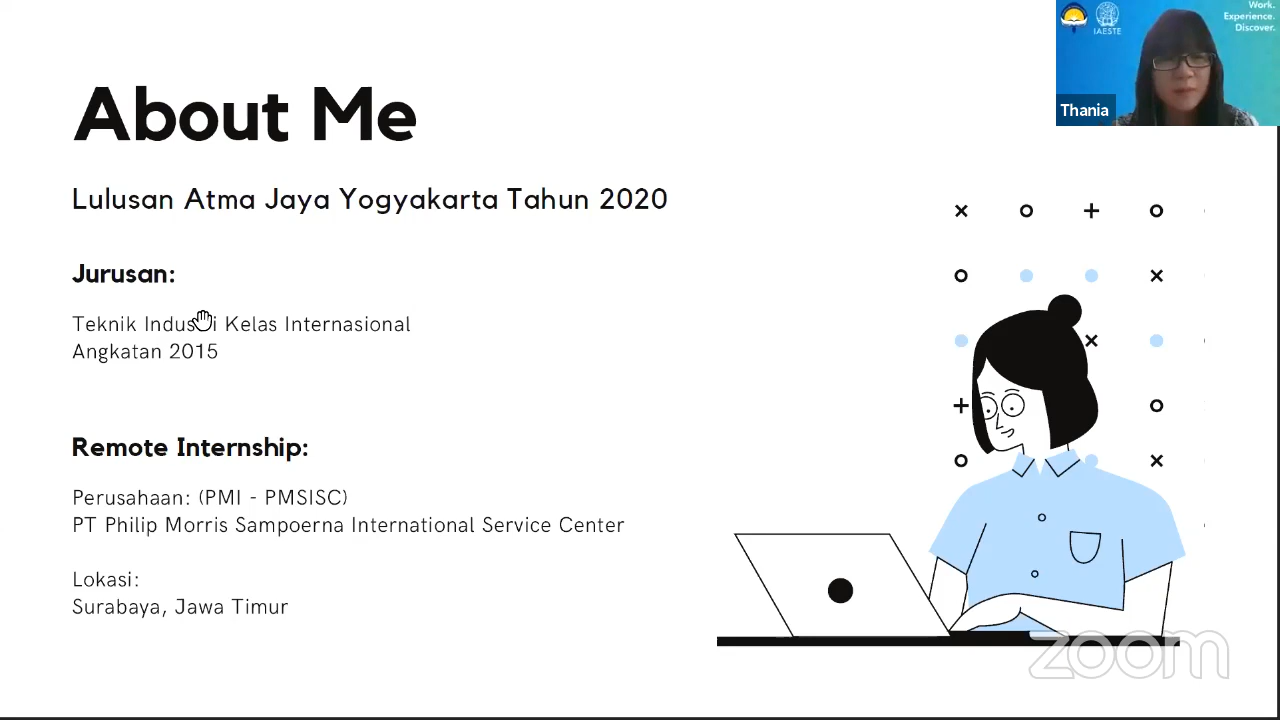 Work.
Experience.
Discover.
IAESTE
Thania
About Me
Lulusan Atma Jaya Yogyakarta Tahun 2020
Jurusan:
Teknik Indus i Kelas Internasional
Angkatan 2015
Remote Internship:
Perusahaan: (PMI - PMSISC)
PT Philip Morris Sampoerna International Service Center
Lokasi:
Surabaya, Jawa Timur
zoom